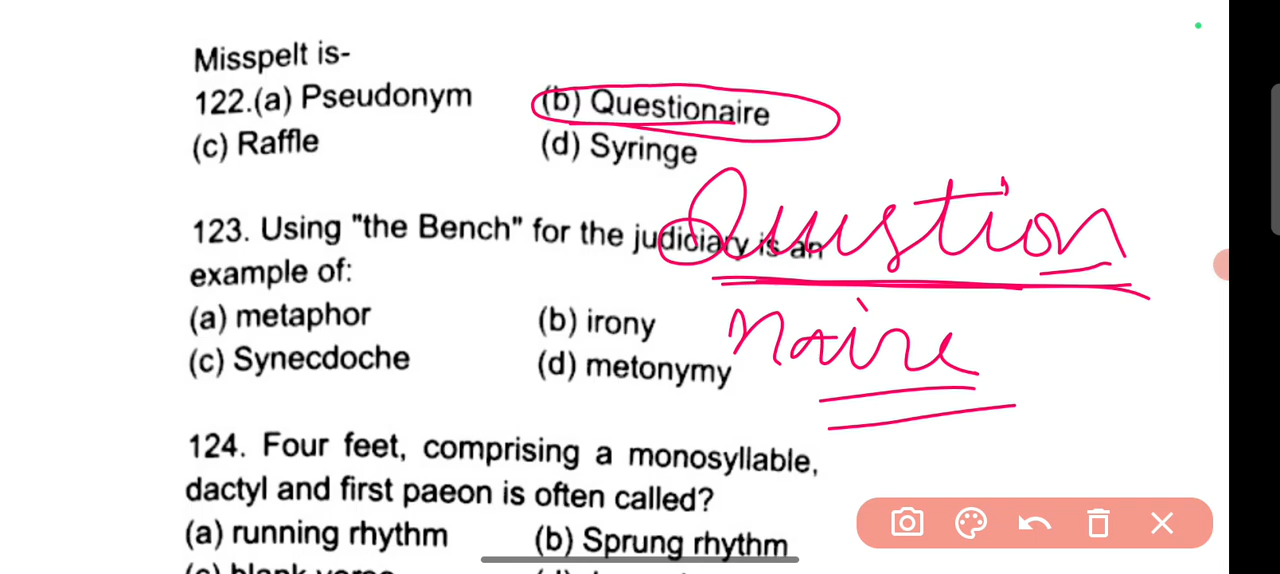 Misspelt is-
122.(a) Pseudonym (b) Questionaire
(c) Raffle (d) Syringe
Question
naire
123. Using "the Bench" for the judiciary is an
example of:
(a) metaphor (b) irony
(c) Synecdoche (d) metonymy
124. Four feet, comprising a monosyllable,
dactyl and first paeon is often called?
(a) running rhythm (b) Sprung rhythm